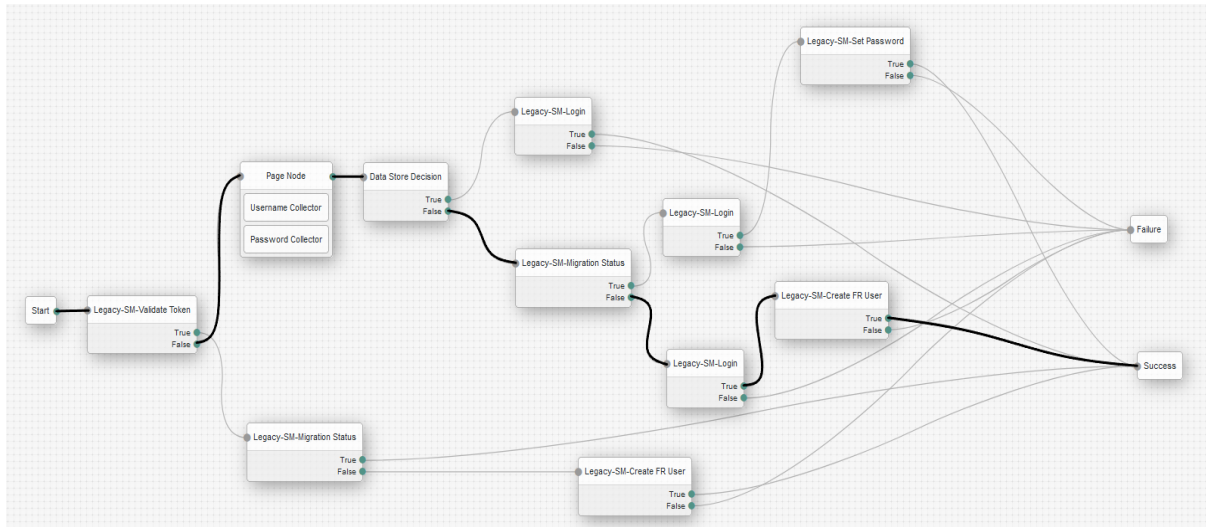 Legacy-SM-Set Password
True
False
Legacy-SM-Login
True
False
Page Node
Username Collector
Password Collector
Data Store Decision
True
False
Legacy-SM-Login
True
False
Failure
Legacy-SM-Migration Status
True
False
Start
Legacy-SM-Validate Token
True
False
Legacy-SM-Create FR User
True
False
Legacy-SM-Login
True
False
Success
Legacy-SM-Migration Status
True
False
Legacy-SM-Create FR User
True
False